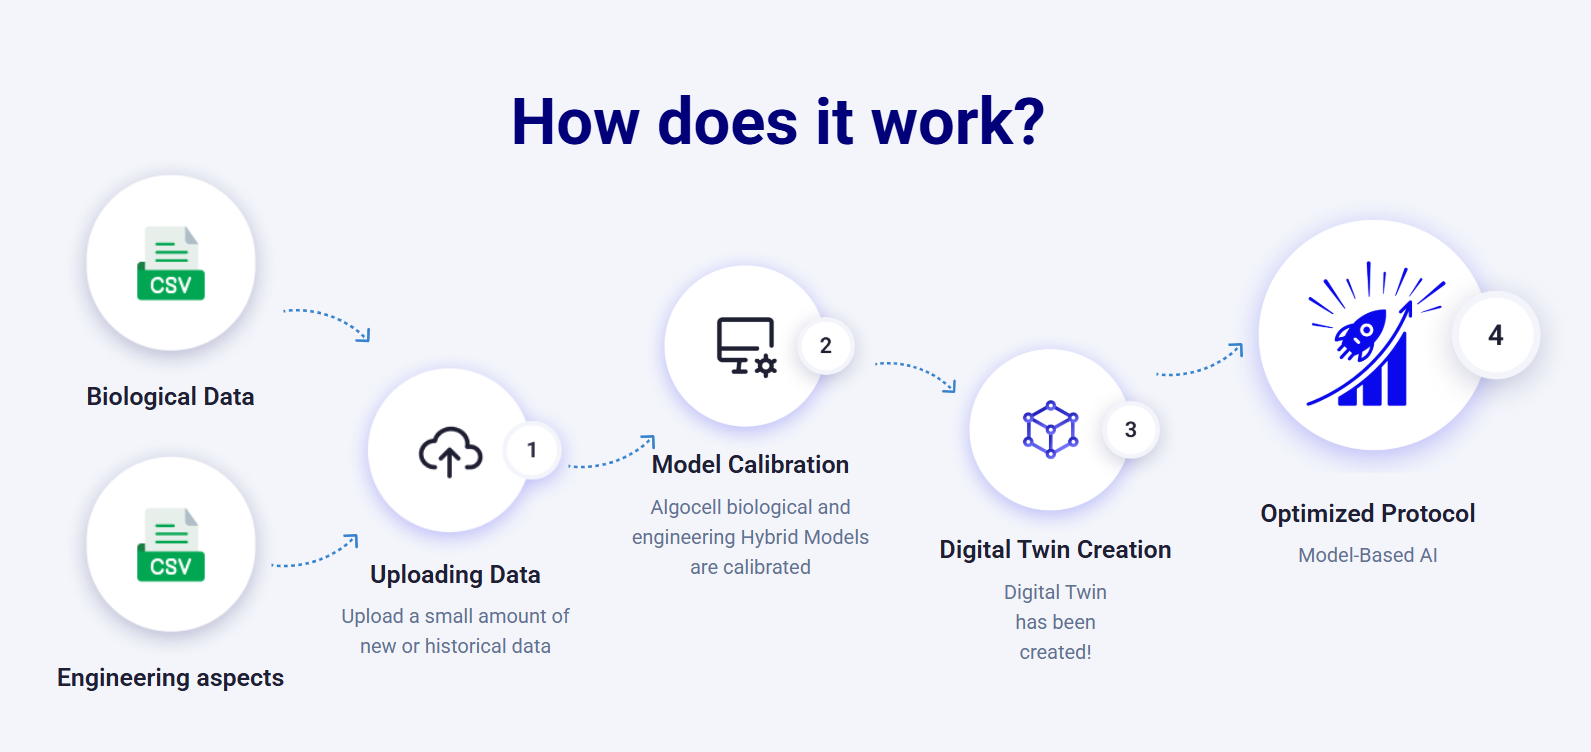 How does it work?
CSV
Biological Data
CSV
Engineering aspects
1
Uploading Data
Upload a small amount of
new or historical data
2
Model Calibration
Algocell biological and
engineering Hybrid Models
are calibrated
3
Digital Twin Creation
Digital Twin
has been
created!
4
Optimized Protocol
Model-Based AI